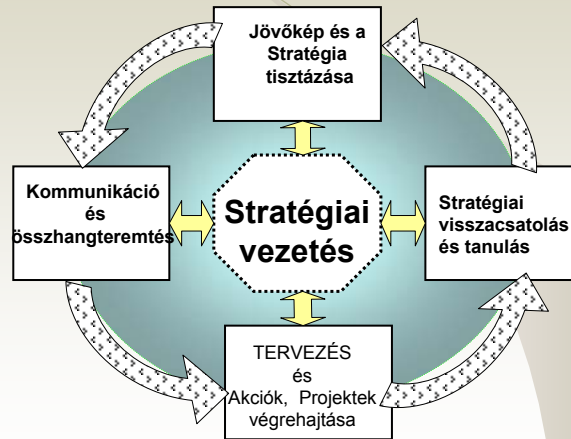 Jövőkép és a
Stratégia
tisztázása
Kommunikáció
és
összhangteremtés
Stratégiai
vezetés
Stratégiai
visszacsatolás
és tanulás
TERVEZÉS
és
Akciók, Projektek
végrehajtása